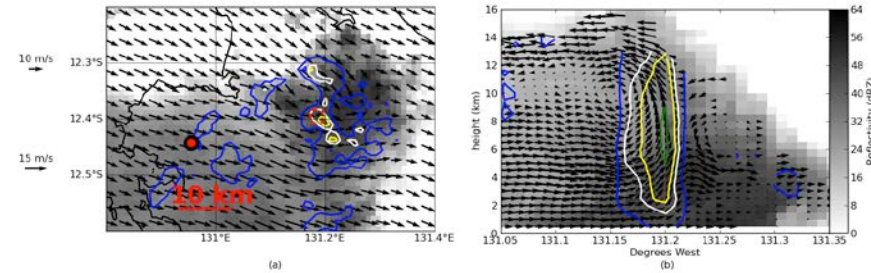 10 m/s
15 m/s
12.3°S
12.4°S
12.5°S
10 km
131°E
131.2°E
131.4°E
(a)
height (km)
16
14
12
10
8
6
4
2
0
131.05
131.1
131.15
131.2
131.25
131.3
131.35
Degrees West
(b)
64
56
48
40
32
24
16
8
0
Reflectivity (dBZ)